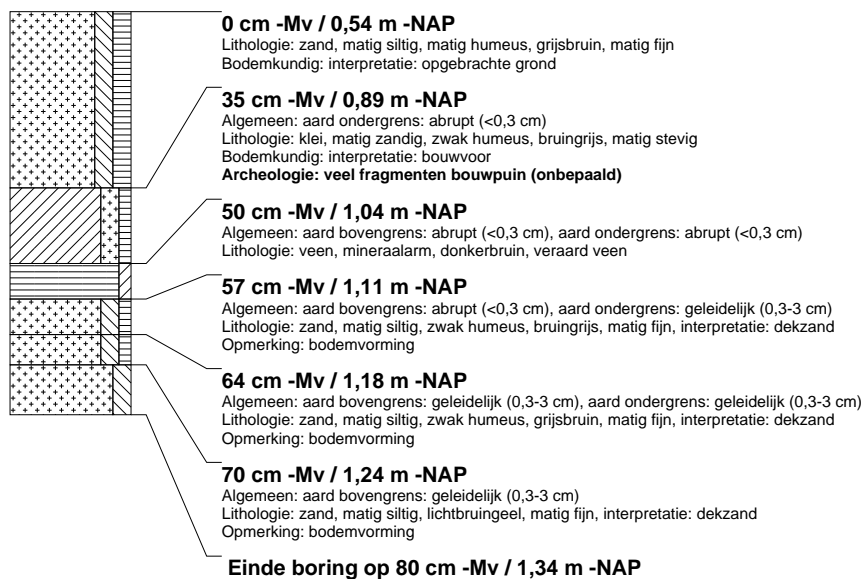 0 cm -Mv / 0,54 m -NAP
Lithologie: zand, matig siltig, matig humeus, grijsbruin, matig fijn
Bodemkundig: interpretatie: opgebrachte grond
35 cm -Mv / 0,89 m -NAP
Algemeen: aard ondergrens: abrupt (<0,3 cm)
Lithologie: klei, matig zandig, zwak humeus, bruingrijs, matig stevig
Bodemkundig: interpretatie: bouwvoor
Archeologie: veel fragmenten bouwpuin (onbepaald)
50 cm -Mv / 1,04 m -NAP
Algemeen: aard bovengrens: abrupt (<0,3 cm), aard ondergrens: abrupt (<0,3 cm)
Lithologie: veen, mineraalarm, donkerbruin, veraard veen
57 cm -Mv / 1,11 m -NAP
Algemeen: aard bovengrens: abrupt (<0,3 cm), aard ondergrens: geleidelijk (0,3-3 cm)
Lithologie: zand, matig siltig, zwak humeus, bruingrijs, matig fijn, interpretatie: dekzand
Opmerking: bodemvorming
64 cm -Mv / 1,18 m -NAP
Algemeen: aard bovengrens: geleidelijk (0,3-3 cm), aard ondergrens: geleidelijk (0,3-3 cm)
Lithologie: zand, matig siltig, zwak humeus, grijsbruin, matig fijn, interpretatie: dekzand
Opmerking: bodemvorming
70 cm -Mv / 1,24 m -NAP
Algemeen: aard bovengrens: geleidelijk (0,3-3 cm)
Lithologie: zand, matig siltig, lichtbruingeel, matig fijn, interpretatie: dekzand
Opmerking: bodemvorming
Einde boring op 80 cm -Mv / 1,34 m -NAP